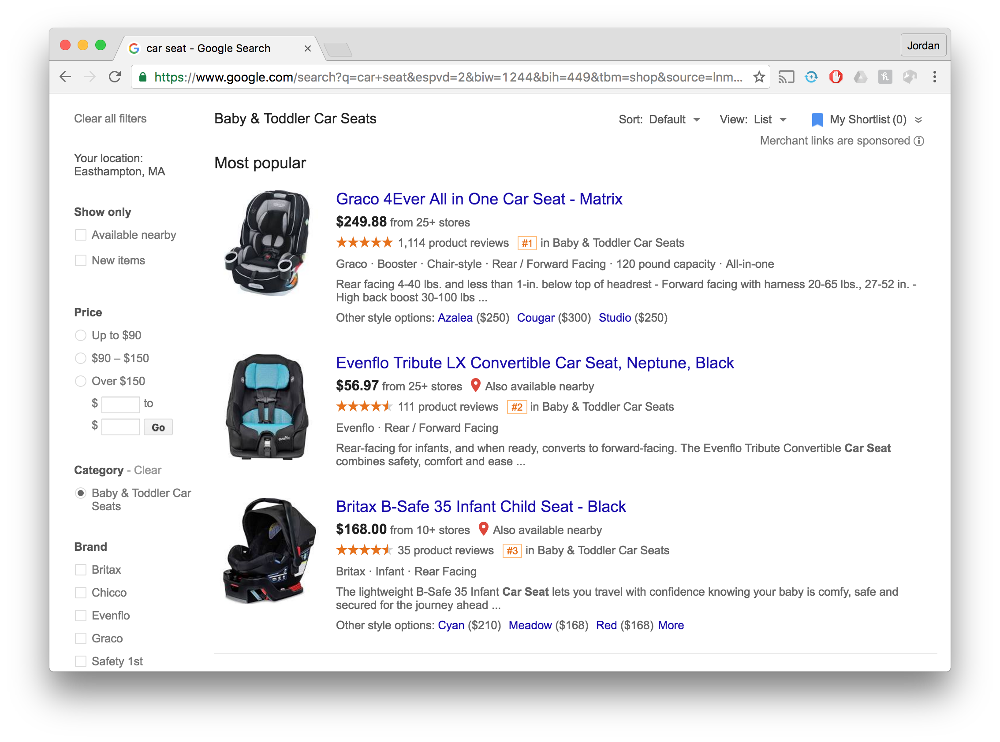 car seat - Google Search
Jordan
https://www.google.com/search?q=car+seat&espvd=2&biw=1244&bih=449&tbm=shop&source=lnm...
Clear all filters
Baby & Toddler Car Seats
Sort: Default
View: List
My Shortlist (0)
Merchant links are sponsored
Your location:
Easthampton, MA
Show only
Available nearby
New items
Price
Up to $90
$90 – $150
Over $150
$ to
$ Go
Category - Clear
Baby & Toddler Car
Seats
Brand
Britax
Chicco
Evenflo
Graco
Safety 1st
Most popular
Graco 4Ever All in One Car Seat - Matrix
$249.88 from 25+ stores
1,114 product reviews #1 in Baby & Toddler Car Seats
Graco · Booster · Chair-style · Rear / Forward Facing · 120 pound capacity · All-in-one
Rear facing 4-40 lbs. and less than 1-in. below top of headrest - Forward facing with harness 20-65 lbs., 27-52 in. -
High back boost 30-100 lbs ...
Other style options: Azalea ($250) Cougar ($300) Studio ($250)
evenflo
Evenflo Tribute LX Convertible Car Seat, Neptune, Black
$56.97 from 25+ stores Also available nearby
111 product reviews #2 in Baby & Toddler Car Seats
Evenflo · Rear / Forward Facing
Rear-facing for infants, and when ready, converts to forward-facing. The Evenflo Tribute Convertible Car Seat
combines safety, comfort and ease ...
Britax B-Safe 35 Infant Child Seat - Black
$168.00 from 10+ stores Also available nearby
35 product reviews #3 in Baby & Toddler Car Seats
Britax · Infant · Rear Facing
The lightweight B-Safe 35 Infant Car Seat lets you travel with confidence knowing your baby is comfy, safe and
secured for the journey ahead ...
Other style options: Cyan ($210) Meadow ($168) Red ($168) More